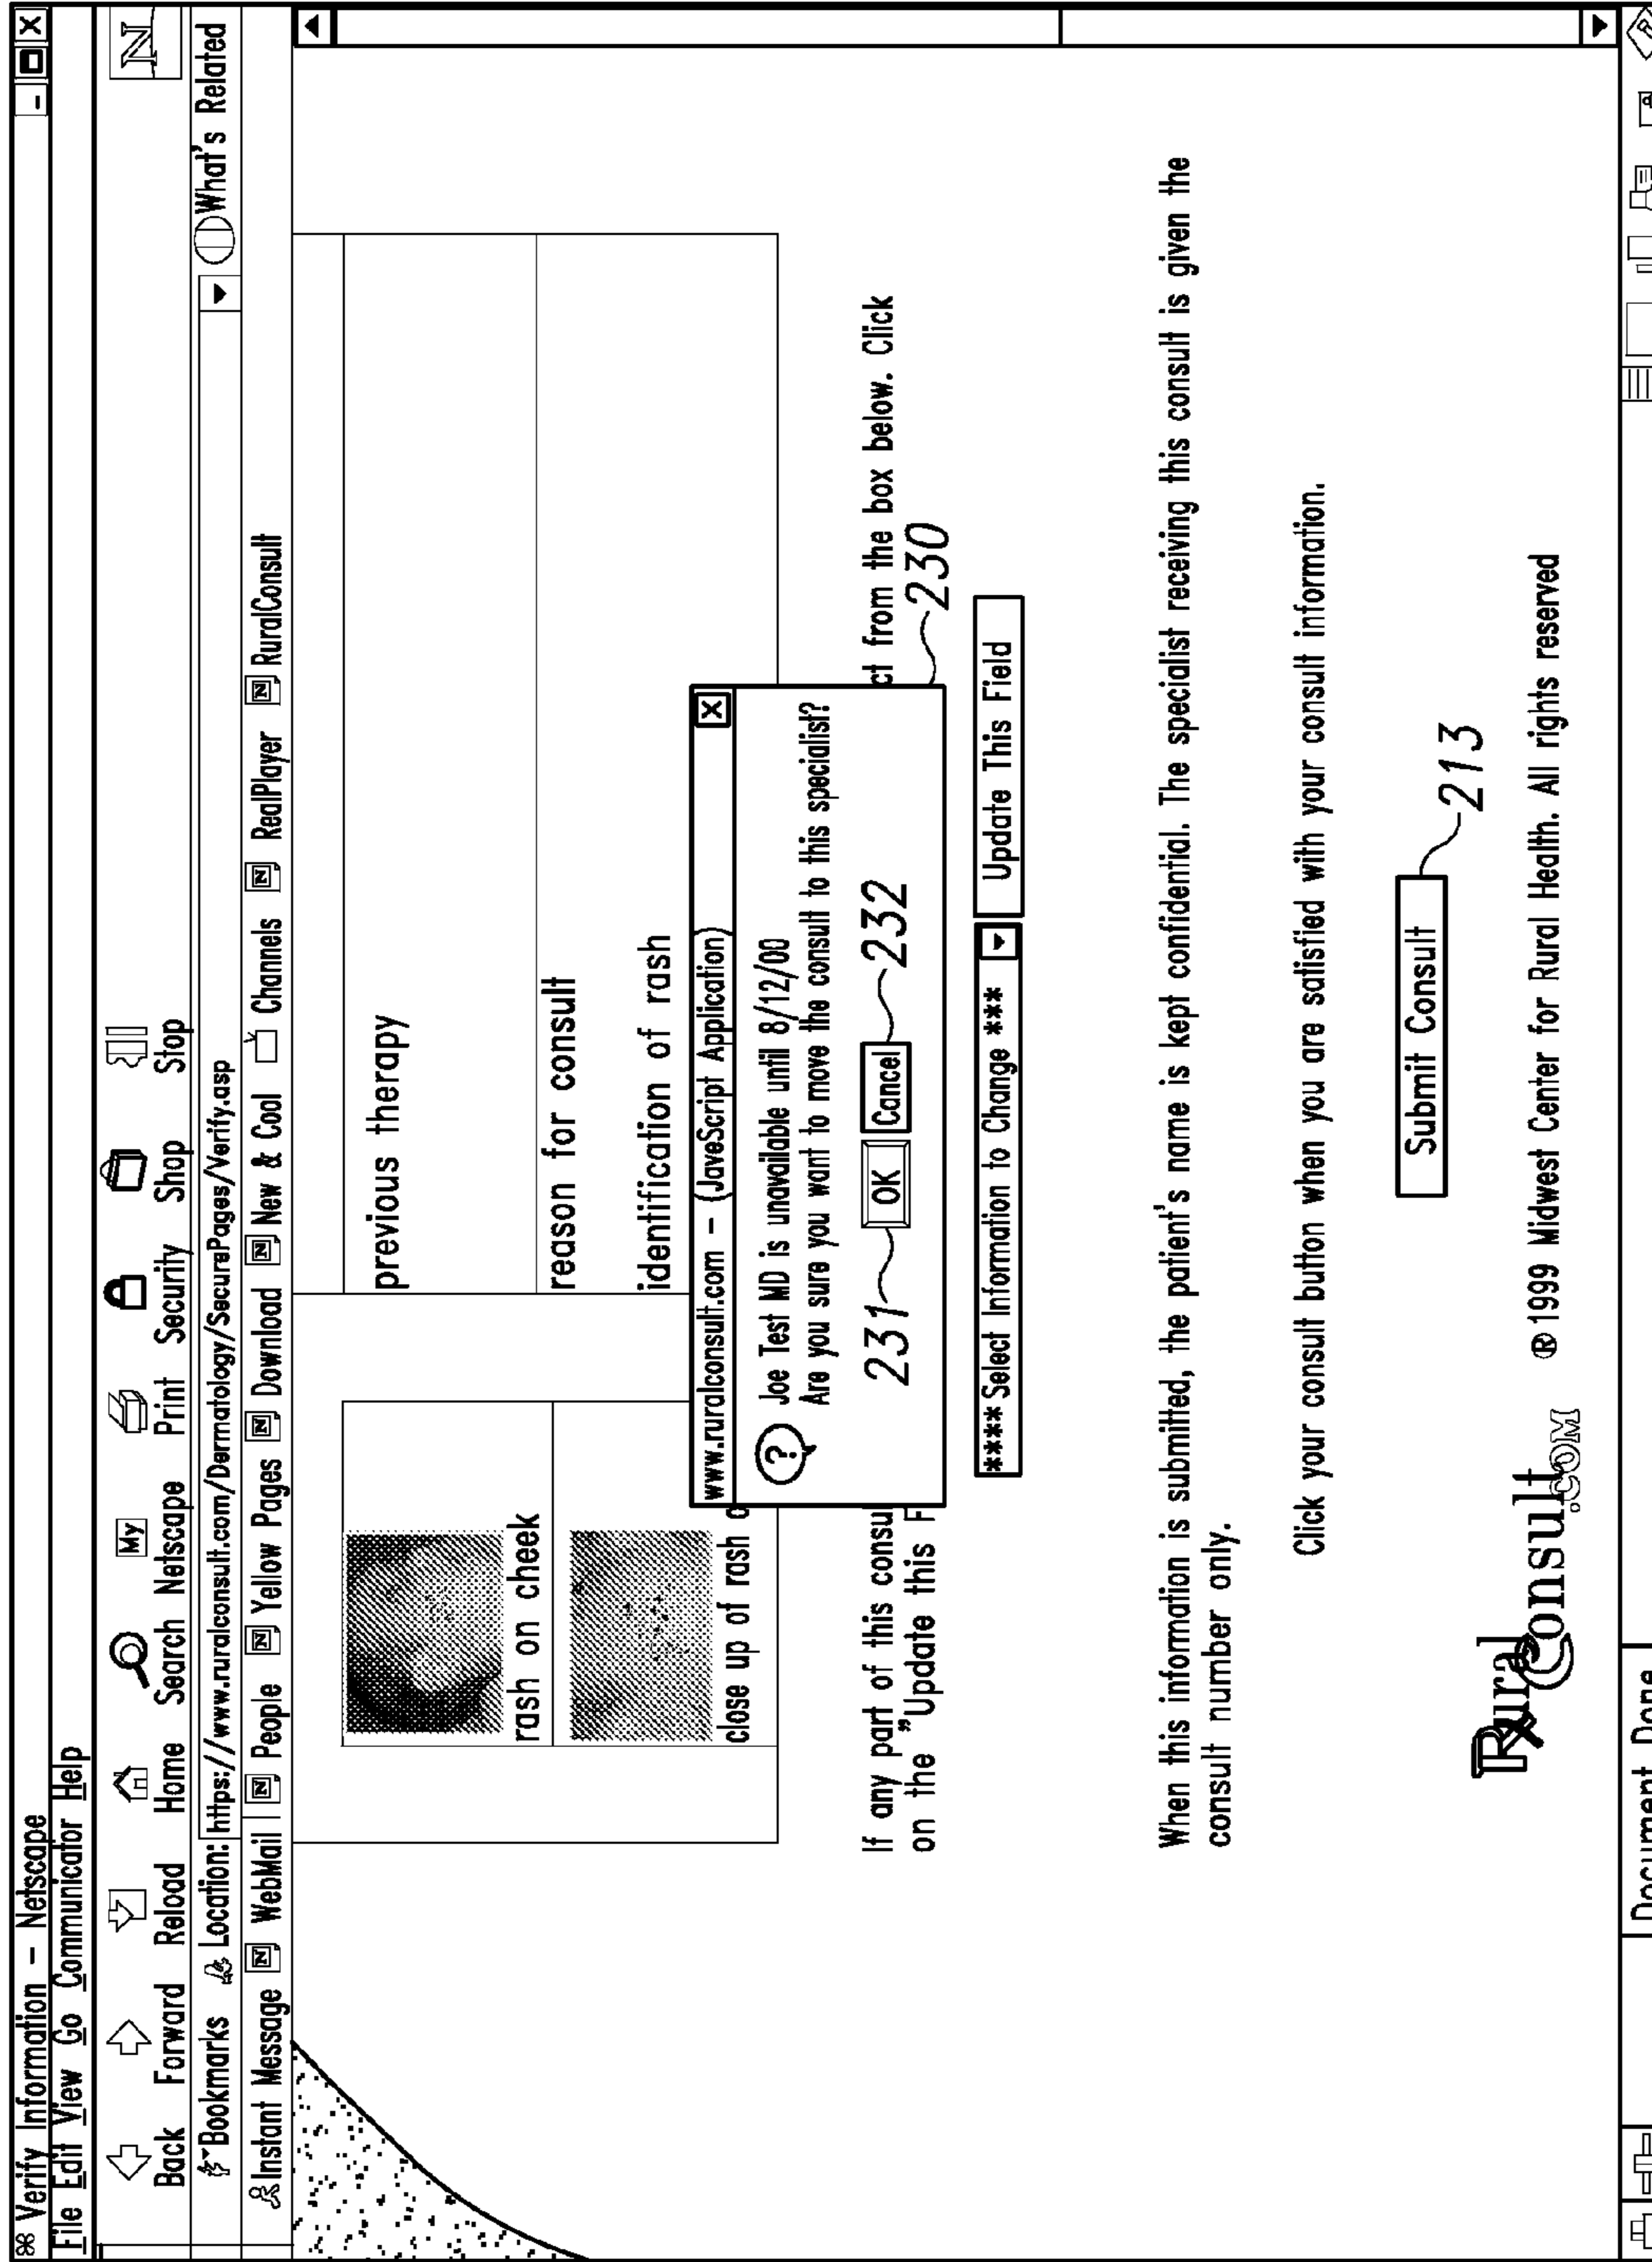 Verify Information - Netscape
File Edit View Go Communicator Help
N
Back Forward Reload Home Search Netscape Print Security Shop Stop
My
Bookmarks Location: https://www.ruralconsult.com/Dermatology/SecurePages/Verify.asp What's Related
Instant Message WebMail People Yellow Pages Download New & Cool Channels RealPlayer RuralConsult
previous therapy
rash on cheek
reason for consult
identification of rash
close up of rash
www.ruralconsult.com - (JaveScript Application) X
? Joe Test MD is unavailable until 8/12/00
Are you sure you want to move the consult to this specialist?
231 OK Cancel 232
If any part of this consu ct from the box below. Click
on the "Update this F 230
**** Select Information to Change *** Update This Field
When this information is submitted, the patient's name is kept confidential. The specialist receiving this consult is given the
consult number only.
Click your consult button when you are satisfied with your consult information.
Submit Consult 213
Rural Consult .COM ® 1999 Midwest Center for Rural Health. All rights reserved
Document Done